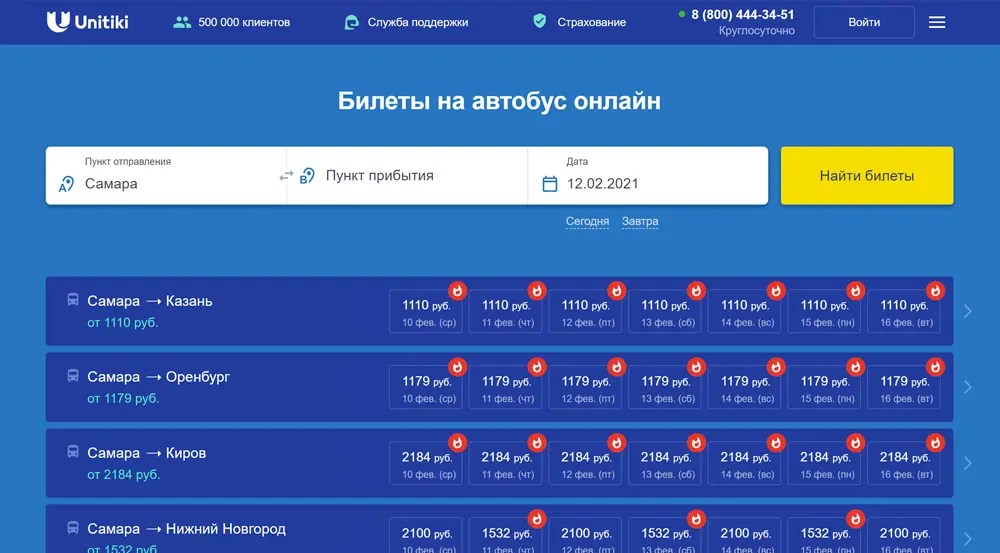 Unitiki
500 000 клиентов
Служба поддержки
Страхование
8 (800) 444-34-51
Круглосуточно
Войти
Билеты на автобус онлайн
Пункт отправления
A
Самара
B
Пункт прибытия
Дата
12.02.2021
Найти билеты
Сегодня Завтра
Самара → Казань
от 1110 руб.
1110 руб. 1110 руб. 1110 руб. 1110 руб. 1110 руб. 1110 руб. 1110 руб.
10 фев. (ср) 11 фев. (чт) 12 фев. (пт) 13 фев. (сб) 14 фев. (вс) 15 фев. (пн) 16 фев. (вт)
Самара → Оренбург
от 1179 руб.
1179 руб. 1179 руб. 1179 руб. 1179 руб. 1179 руб. 1179 руб. 1179 руб.
10 фев. (ср) 11 фев. (чт) 12 фев. (пт) 13 фев. (сб) 14 фев. (вс) 15 фев. (пн) 16 фев. (вт)
Самара → Киров
от 2184 руб.
2184 руб. 2184 руб. 2184 руб. 2184 руб. 2184 руб. 2184 руб. 2184 руб.
10 фев. (ср) 11 фев. (чт) 12 фев. (пт) 13 фев. (сб) 14 фев. (вс) 15 фев. (пн) 16 фев. (вт)
Самара → Нижний Новгород
от 1532 руб.
2100 руб. 1532 руб. 2100 руб. 1532 руб. 2100 руб. 1532 руб. 2100 руб.
10 фев. (ср) 11 фев. (чт) 12 фев. (пт) 13 фев. (сб) 14 фев. (вс) 15 фев. (пн) 16 фев. (вт)